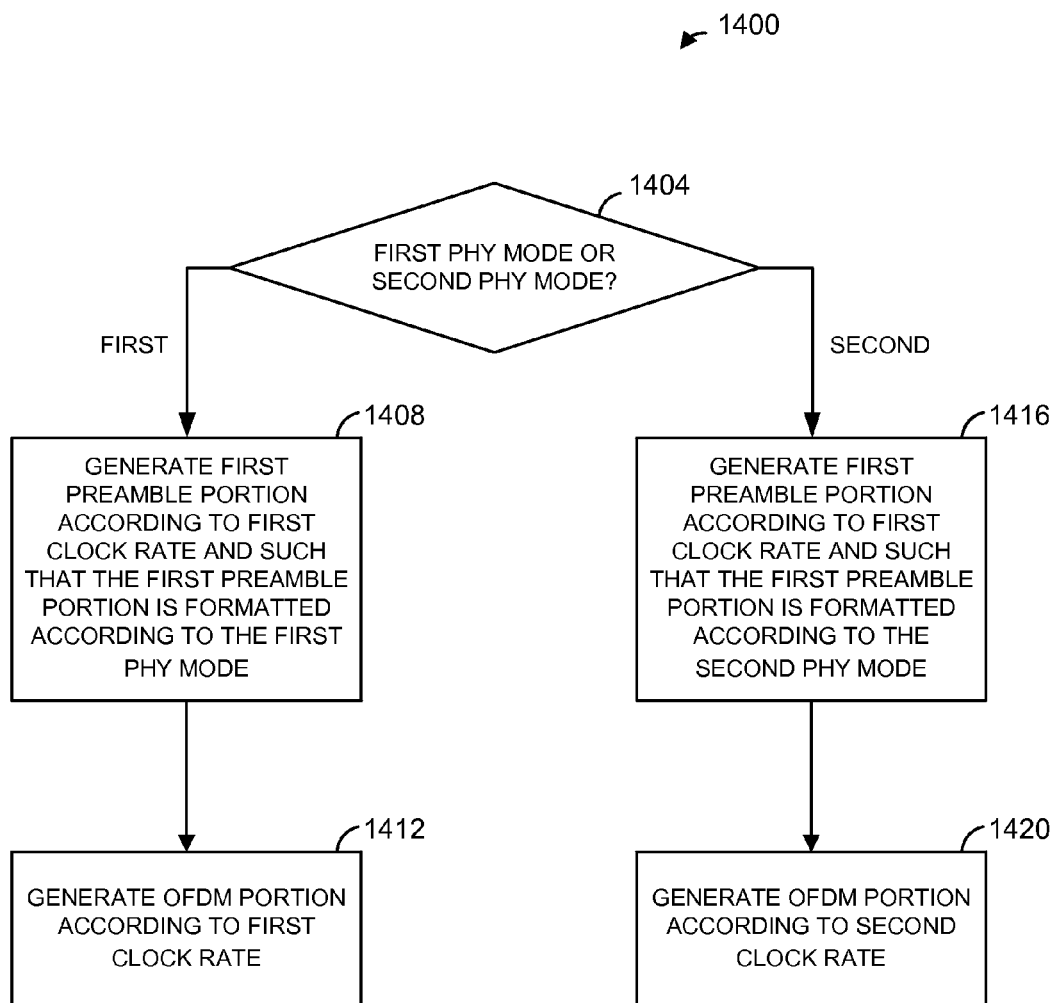 1400
1404
FIRST PHY MODE OR
SECOND PHY MODE?
FIRST
SECOND
1408
GENERATE FIRST
PREAMBLE PORTION
ACCORDING TO FIRST
CLOCK RATE AND SUCH
THAT THE FIRST PREAMBLE
PORTION IS FORMATTED
ACCORDING TO THE FIRST
PHY MODE
1416
GENERATE FIRST
PREAMBLE PORTION
ACCORDING TO FIRST
CLOCK RATE AND SUCH
THAT THE FIRST PREAMBLE
PORTION IS FORMATTED
ACCORDING TO THE
SECOND PHY MODE
1412
GENERATE OFDM PORTION
ACCORDING TO FIRST
CLOCK RATE
1420
GENERATE OFDM PORTION
ACCORDING TO SECOND
CLOCK RATE